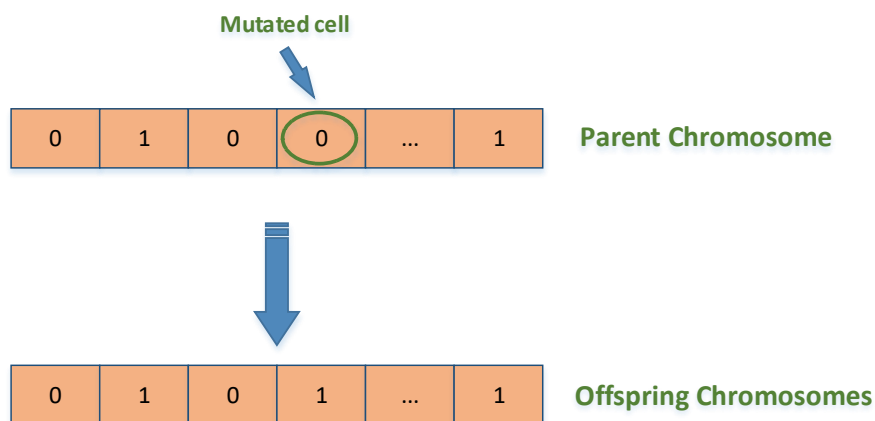 Mutated cell
0 1 0 0 ... 1 Parent Chromosome
0 1 0 1 ... 1 Offspring Chromosomes